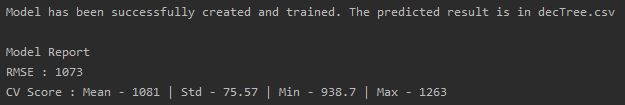 Model has been successfully created and trained. The predicted result is in decTree.csv
Model Report
RMSE : 1073
CV Score : Mean - 1081 | Std - 75.57 | Min - 938.7 | Max - 1263